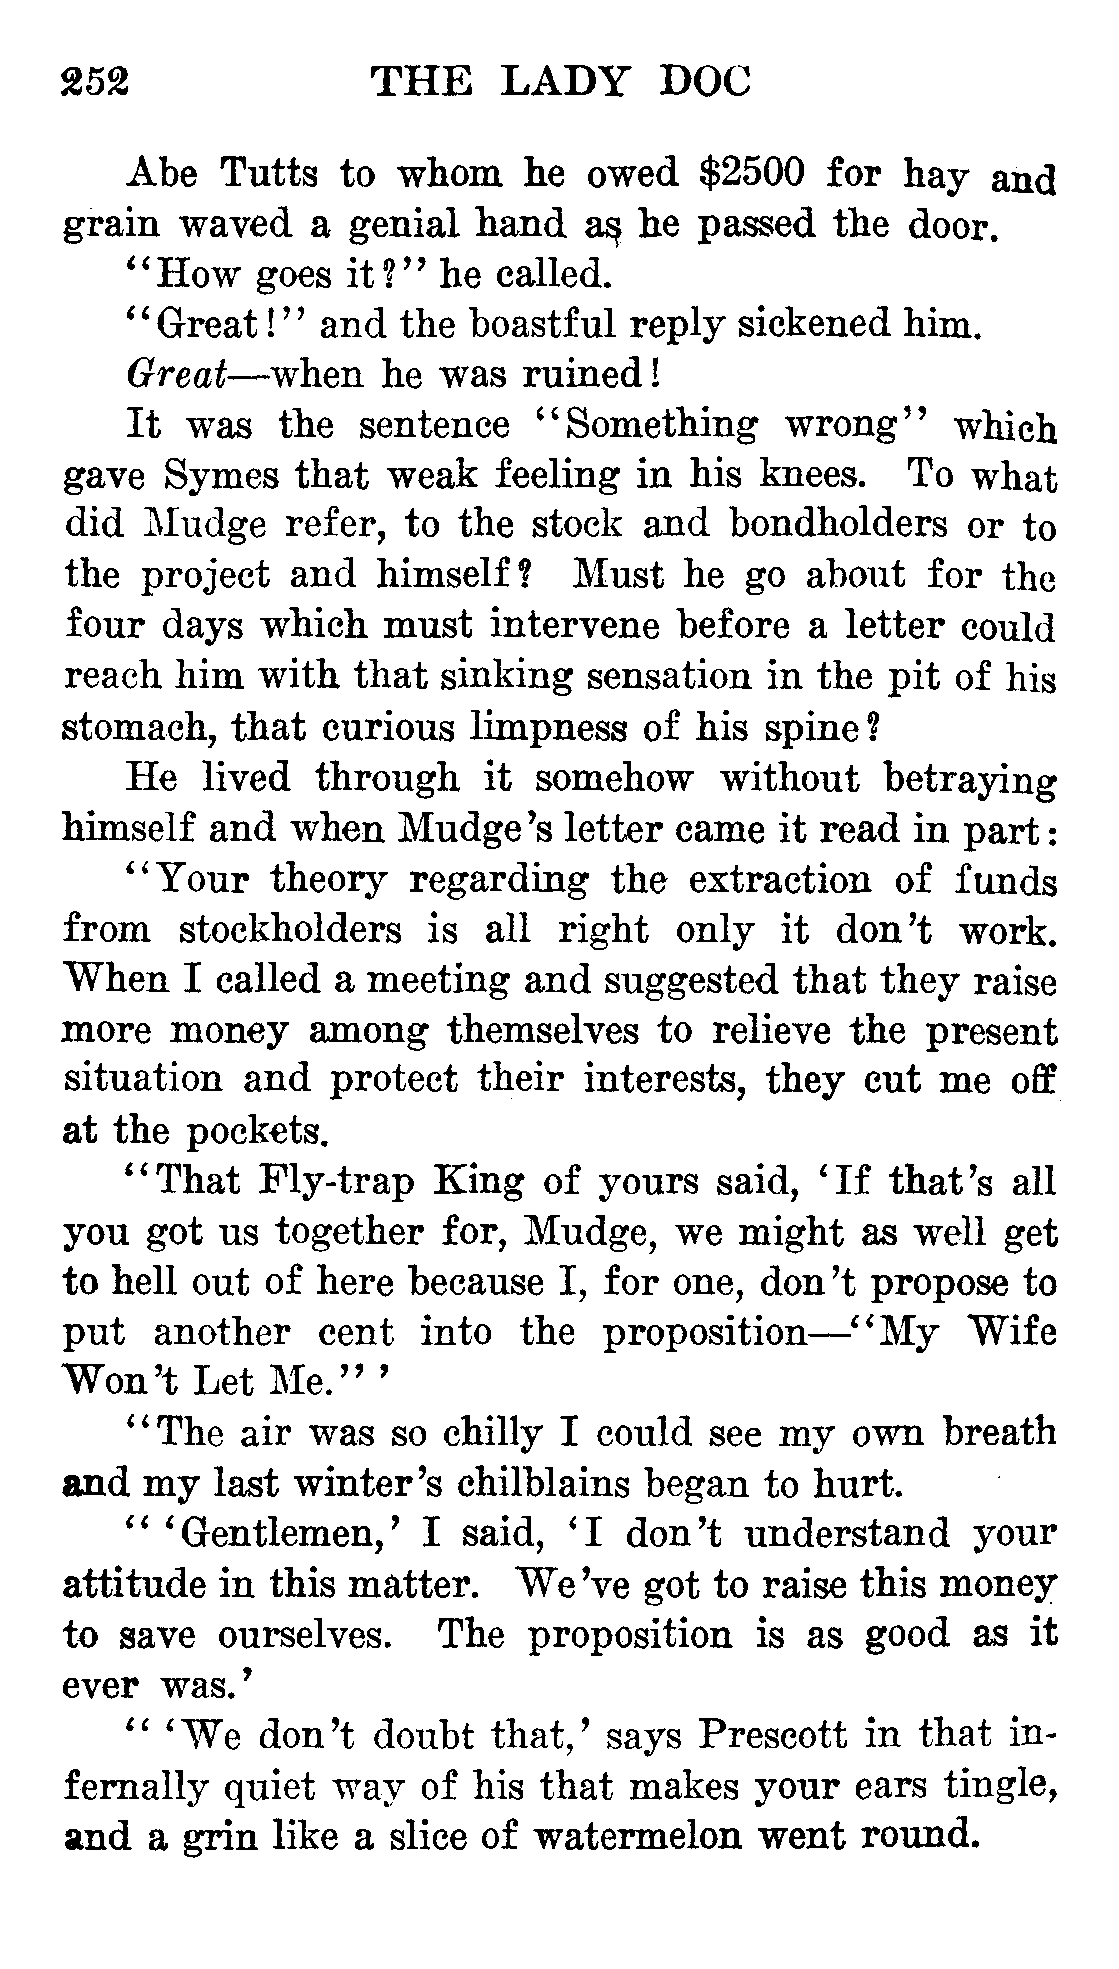 252 THE LADY DOC
Abe Tutts to whom he owed $2500 for hay and
grain waved a genial hand as he passed the door.
“How goes it?” he called.
“Great!” and the boastful reply sickened him.
Great—when he was ruined!
It was the sentence “Something wrong” which
gave Symes that weak feeling in his knees. To what
did Mudge refer, to the stock and bondholders or to
the project and himself? Must he go about for the
four days which must intervene before a letter could
reach him with that sinking sensation in the pit of his
stomach, that curious limpness of his spine?
He lived through it somehow without betraying
himself and when Mudge’s letter came it read in part:
“Your theory regarding the extraction of funds
from stockholders is all right only it don’t work.
When I called a meeting and suggested that they raise
more money among themselves to relieve the present
situation and protect their interests, they cut me off
at the pockets.
“That Fly-trap King of yours said, ‘If that’s all
you got us together for, Mudge, we might as well get
to hell out of here because I, for one, don’t propose to
put another cent into the proposition—“My Wife
Won’t Let Me.” ’
“The air was so chilly I could see my own breath
and my last winter’s chilblains began to hurt.
“ ‘Gentlemen,’ I said, ‘I don’t understand your
attitude in this matter. We’ve got to raise this money
to save ourselves. The proposition is as good as it
ever was.’
“ ‘We don’t doubt that,’ says Prescott in that in-
fernally quiet way of his that makes your ears tingle,
and a grin like a slice of watermelon went round.